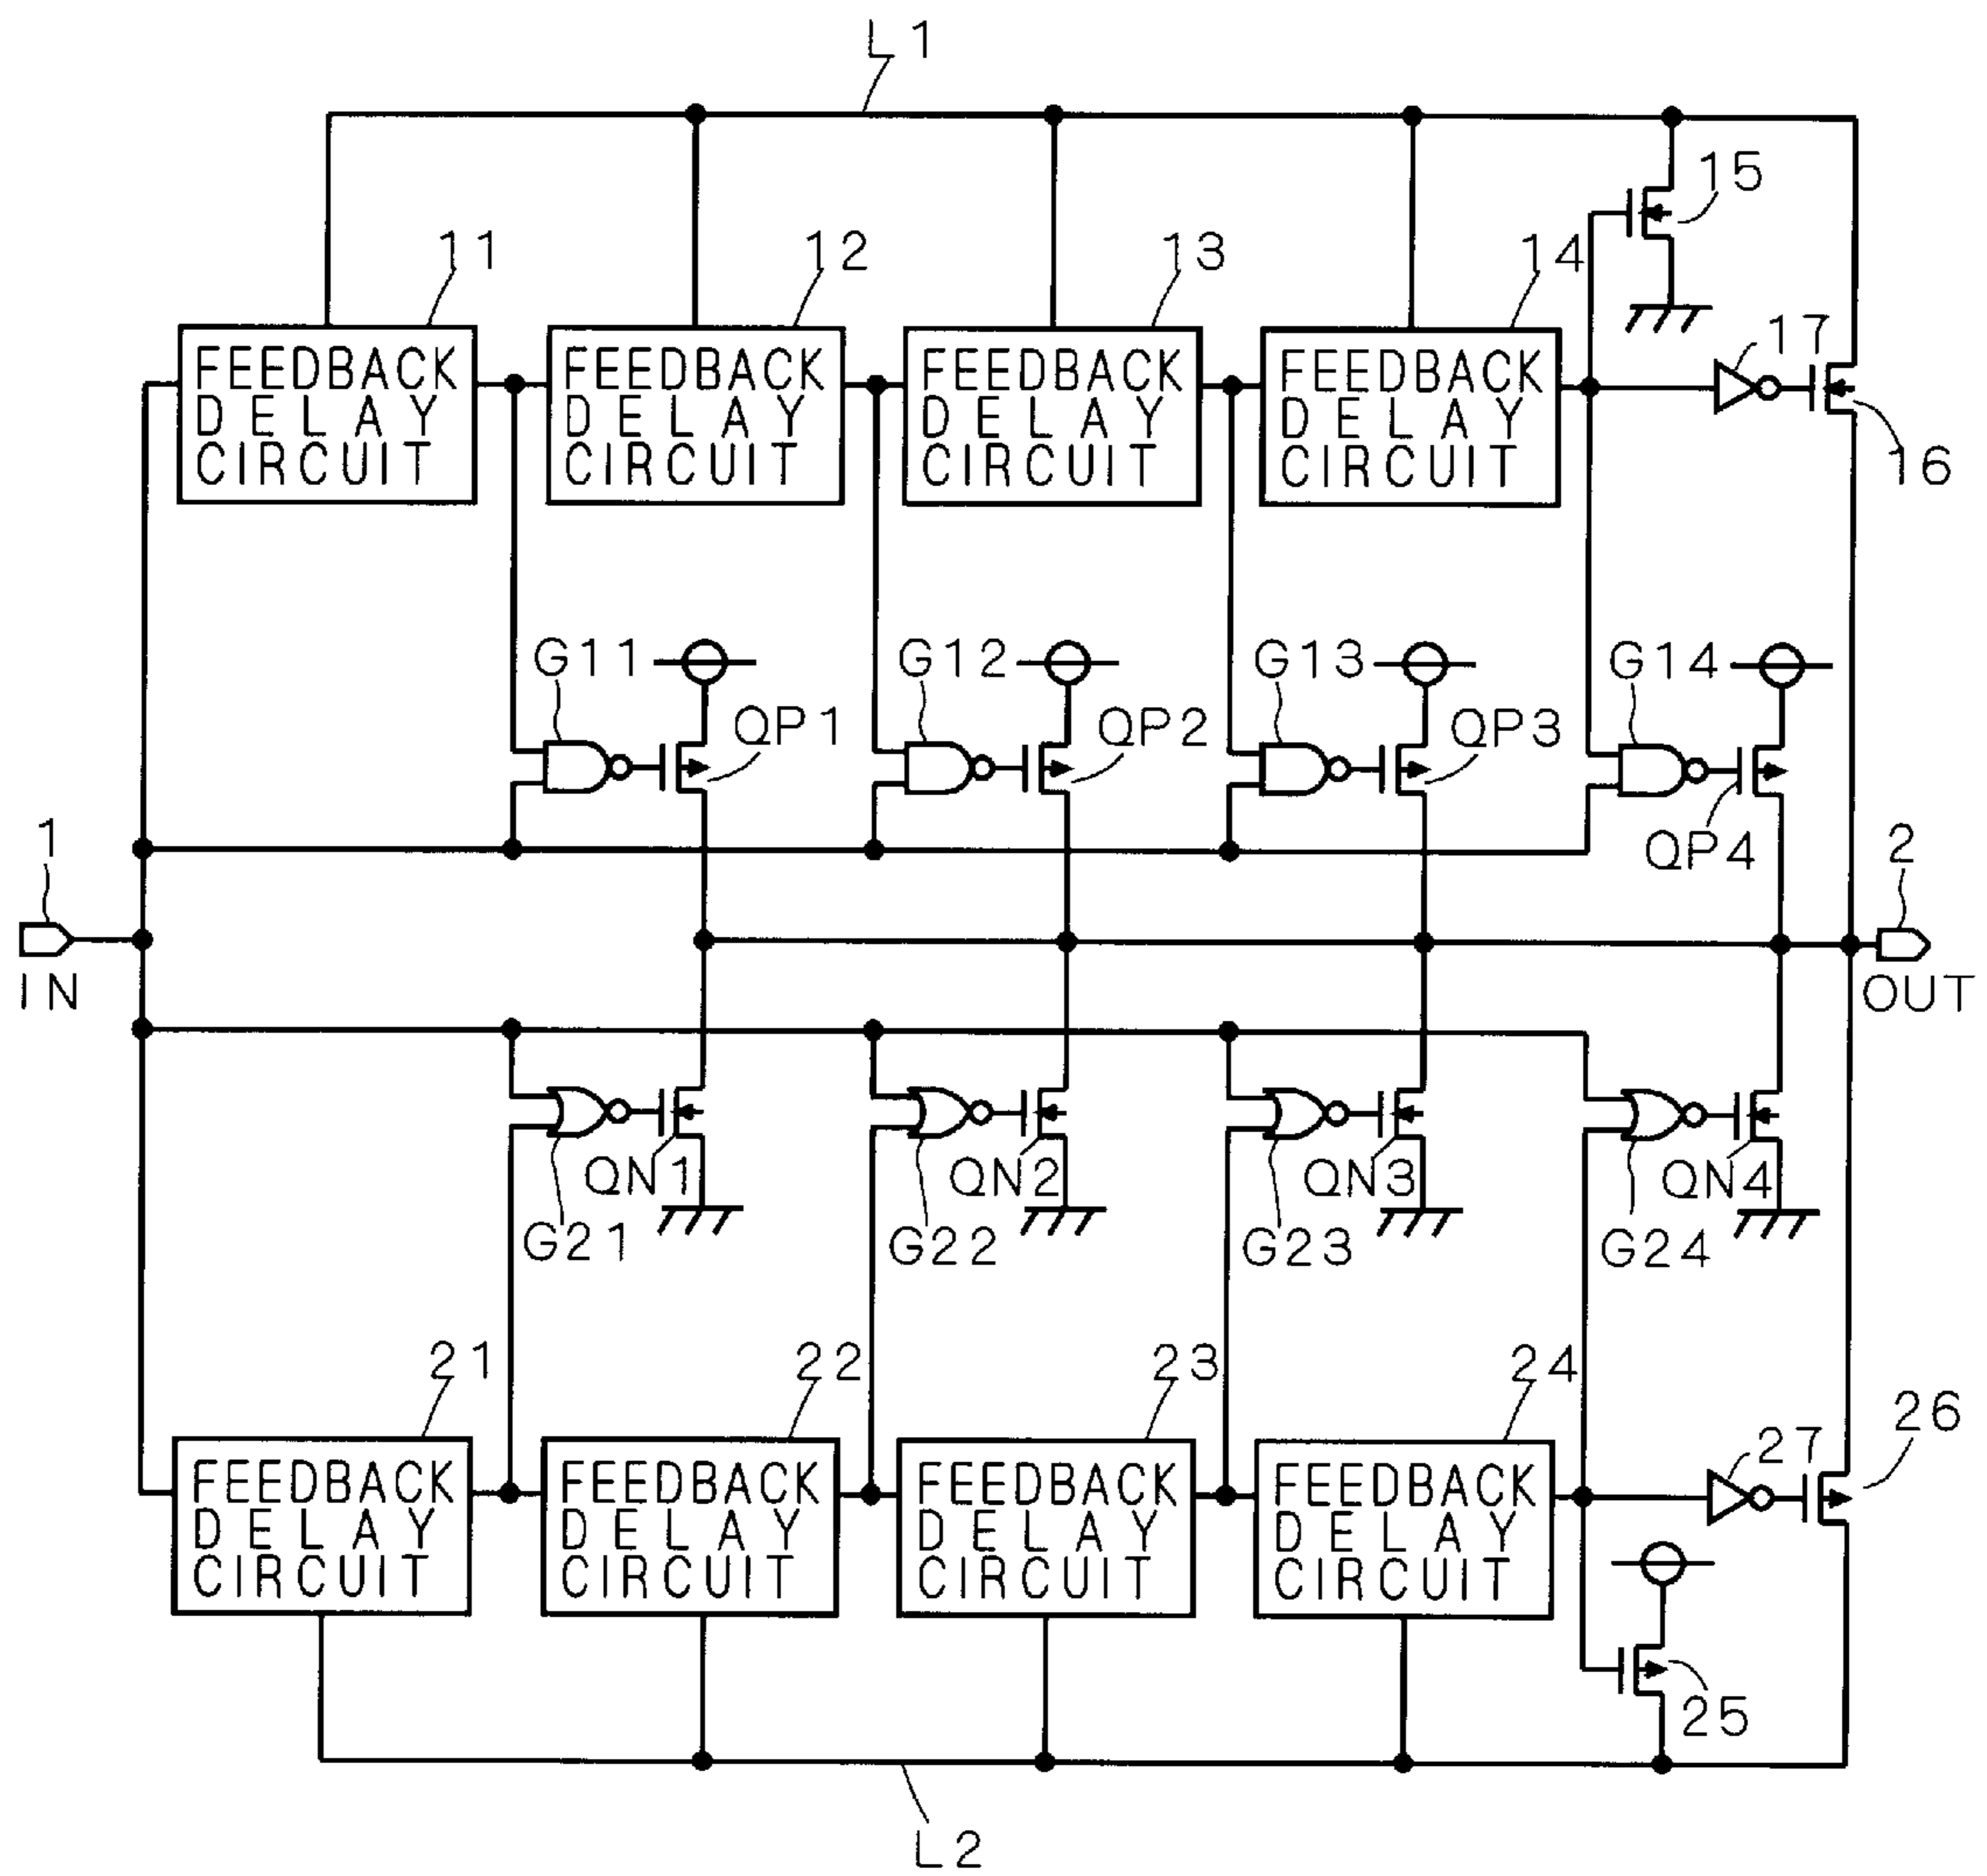 L1
15
11
12
13
14
17
FEEDBACK
DELAY
CIRCUIT
FEEDBACK
DELAY
CIRCUIT
FEEDBACK
DELAY
CIRCUIT
FEEDBACK
DELAY
CIRCUIT
16
G11
G12
G13
G14
QP1
QP2
QP3
QP4
1
2
IN
OUT
QN1
QN2
QN3
QN4
G21
G22
G23
G24
21
22
23
24
26
27
FEEDBACK
DELAY
CIRCUIT
FEEDBACK
DELAY
CIRCUIT
FEEDBACK
DELAY
CIRCUIT
FEEDBACK
DELAY
CIRCUIT
25
L2